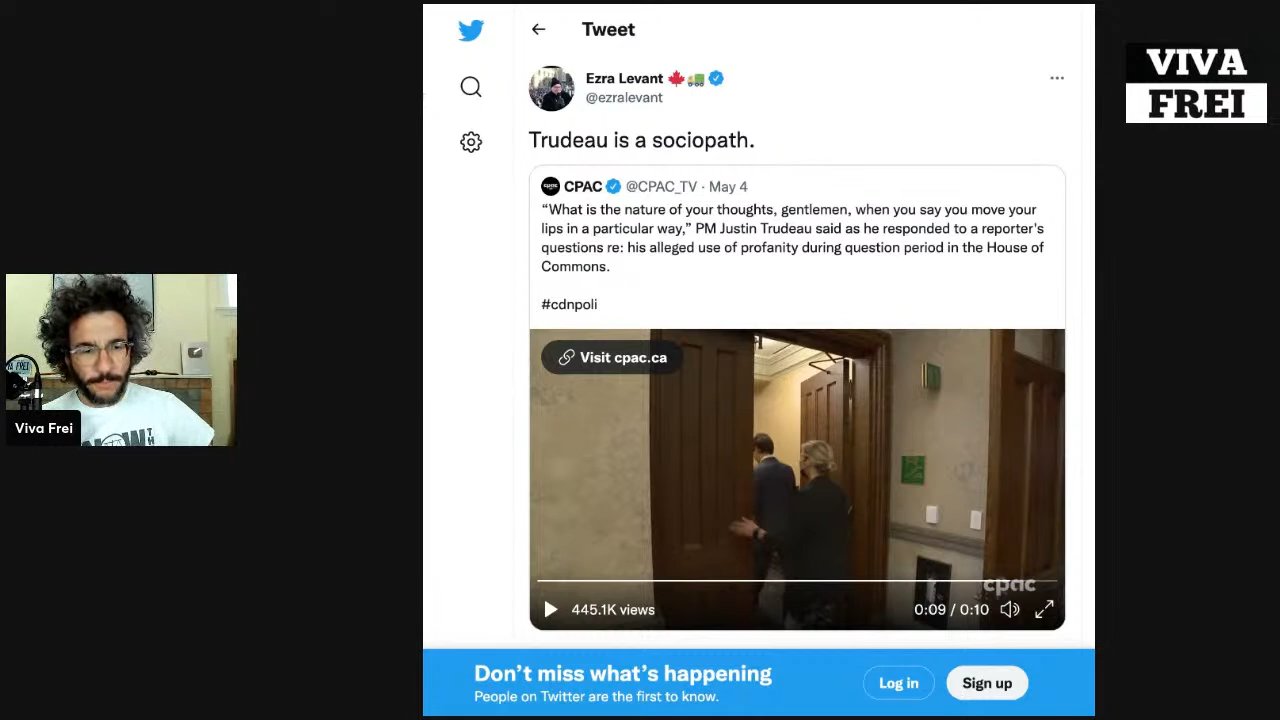 Tweet
VIVA
FREI
Ezra Levant
@ezralevant
Trudeau is a sociopath.
cpac CPAC @CPAC_TV · May 4
“What is the nature of your thoughts, gentlemen, when you say you move your
lips in a particular way,” PM Justin Trudeau said as he responded to a reporter's
questions re: his alleged use of profanity during question period in the House of
Commons.
#cdnpoli
Visit cpac.ca
Viva Frei
cpac
445.1K views
0:09 / 0:10
Don’t miss what’s happening
People on Twitter are the first to know.
Log in
Sign up